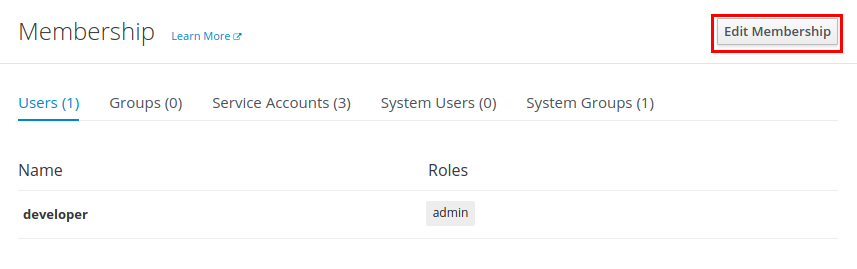 Membership Learn More Edit Membership
Users (1) Groups (0) Service Accounts (3) System Users (0) System Groups (1)
Name Roles
developer admin